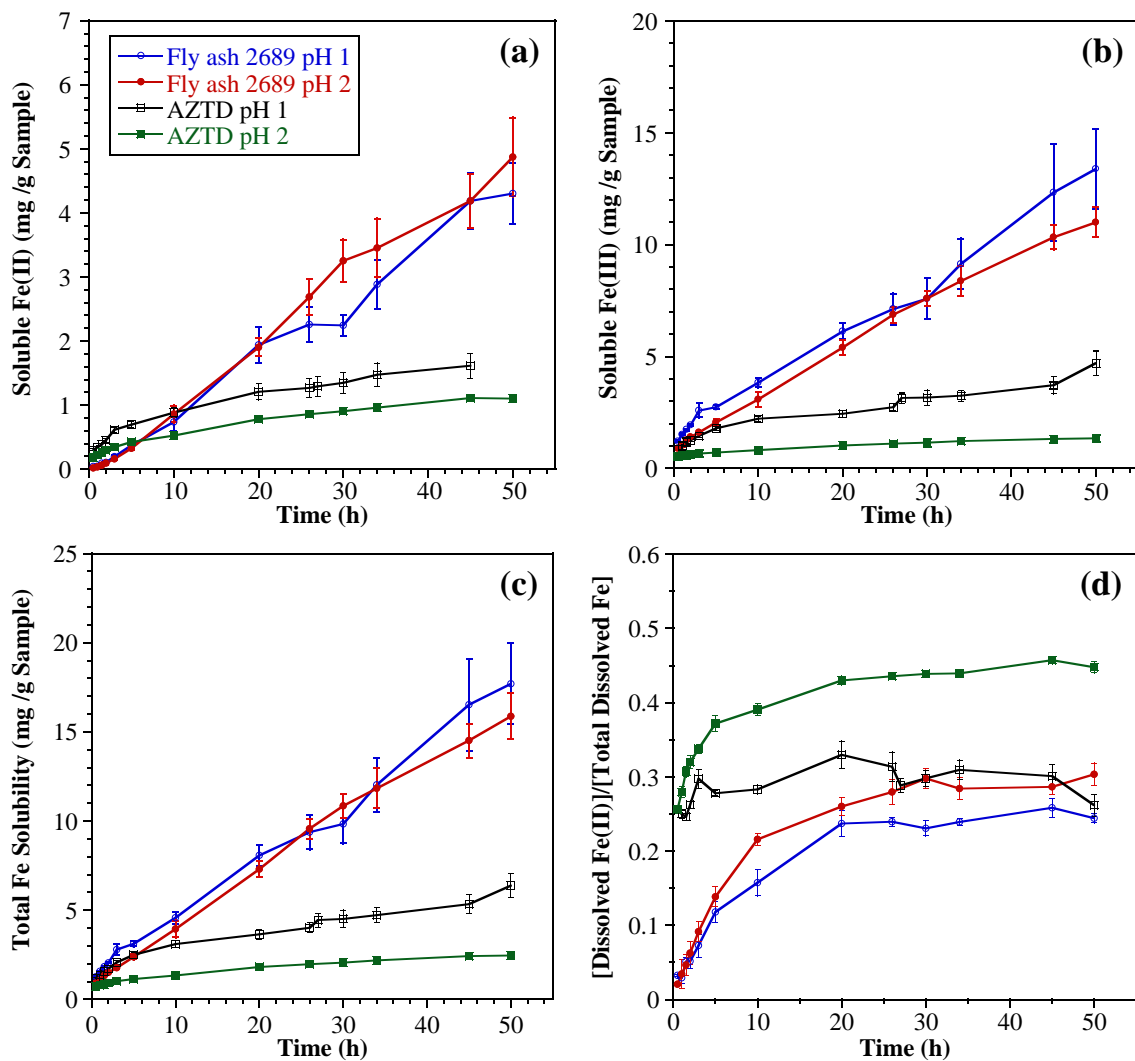 (a)
Fly ash 2689 pH 1
Fly ash 2689 pH 2
AZTD pH 1
AZTD pH 2
Soluble Fe(II) (mg /g Sample)
7
6
5
4
3
2
1
0
0 10 20 30 40 50
Time (h)
(b)
Soluble Fe(III) (mg /g Sample)
20
15
10
5
0
0 10 20 30 40 50
Time (h)
(c)
Total Fe Solubility (mg /g Sample)
25
20
15
10
5
0
0 10 20 30 40 50
Time (h)
(d)
[Dissolved Fe(II)]/[Total Dissolved Fe]
0.6
0.5
0.4
0.3
0.2
0.1
0
0 10 20 30 40 50
Time (h)